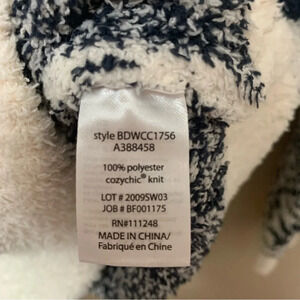 style BDWCC1756
A388458
100% polyester
cozychic® knit
LOT # 2009SW03
JOB # BF001175
RN#111248
MADE IN CHINA/
Fabriqué en Chine